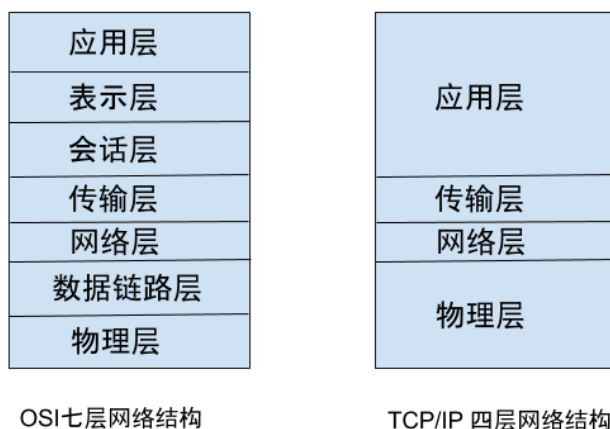 应用层
表示层
会话层
传输层
网络层
数据链路层
物理层
OSI七层网络结构
应用层
传输层
网络层
物理层
TCP/IP 四层网络结构